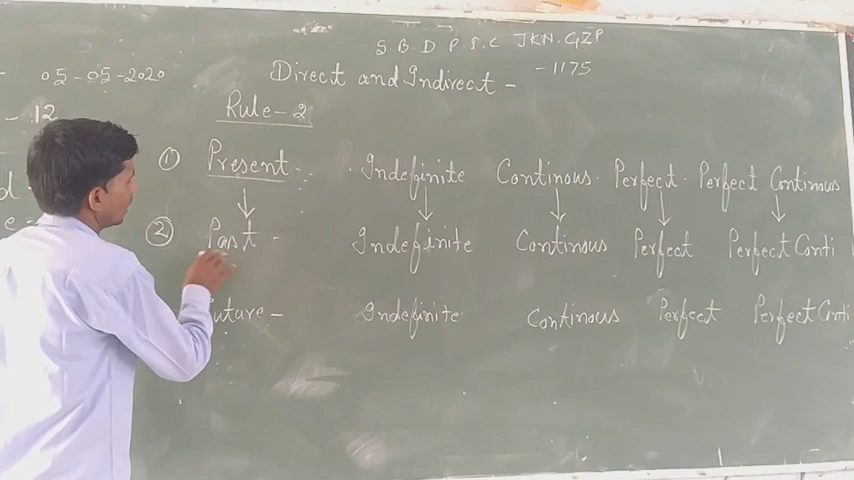 S B. D P. S. C JKN. GZP
05-05-2020 Direct and Indirect - - 1175
- 12 Rule - 2
① Present - Indefinite Continous. Perfect. Perfect Continous
② Past - Indefinite Continous Perfect Perfect Conti
uture - Indefinite Continous Perfect Perfect Conti